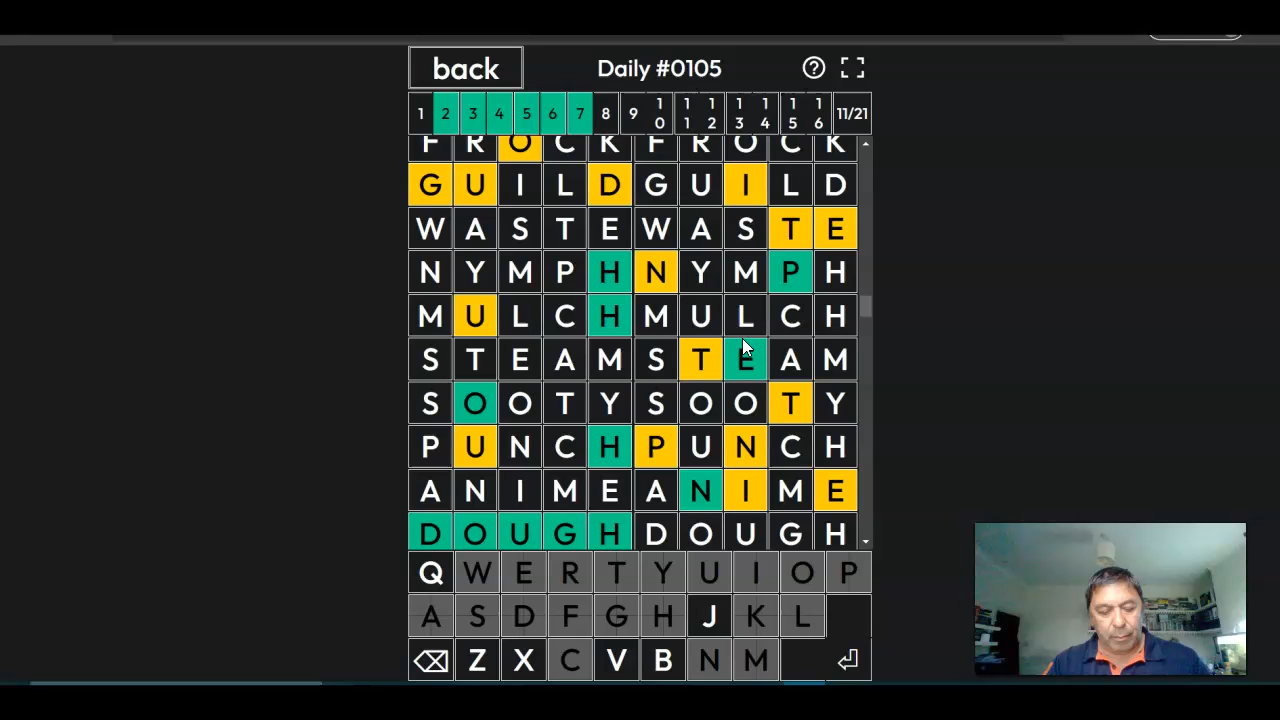 back Daily #0105 ?
1 2 3 4 5 6 7 8 9 10 11 12 13 14 15 16 11/21
F R O C K F R O C K
G U I L D G U I L D
W A S T E W A S T E
N Y M P H N Y M P H
M U L C H M U L C H
S T E A M S T E A M
S O O T Y S O O T Y
P U N C H P U N C H
A N I M E A N I M E
D O U G H D O U G H
Q W E R T Y U I O P
A S D F G H J K L
Z X C V B N M